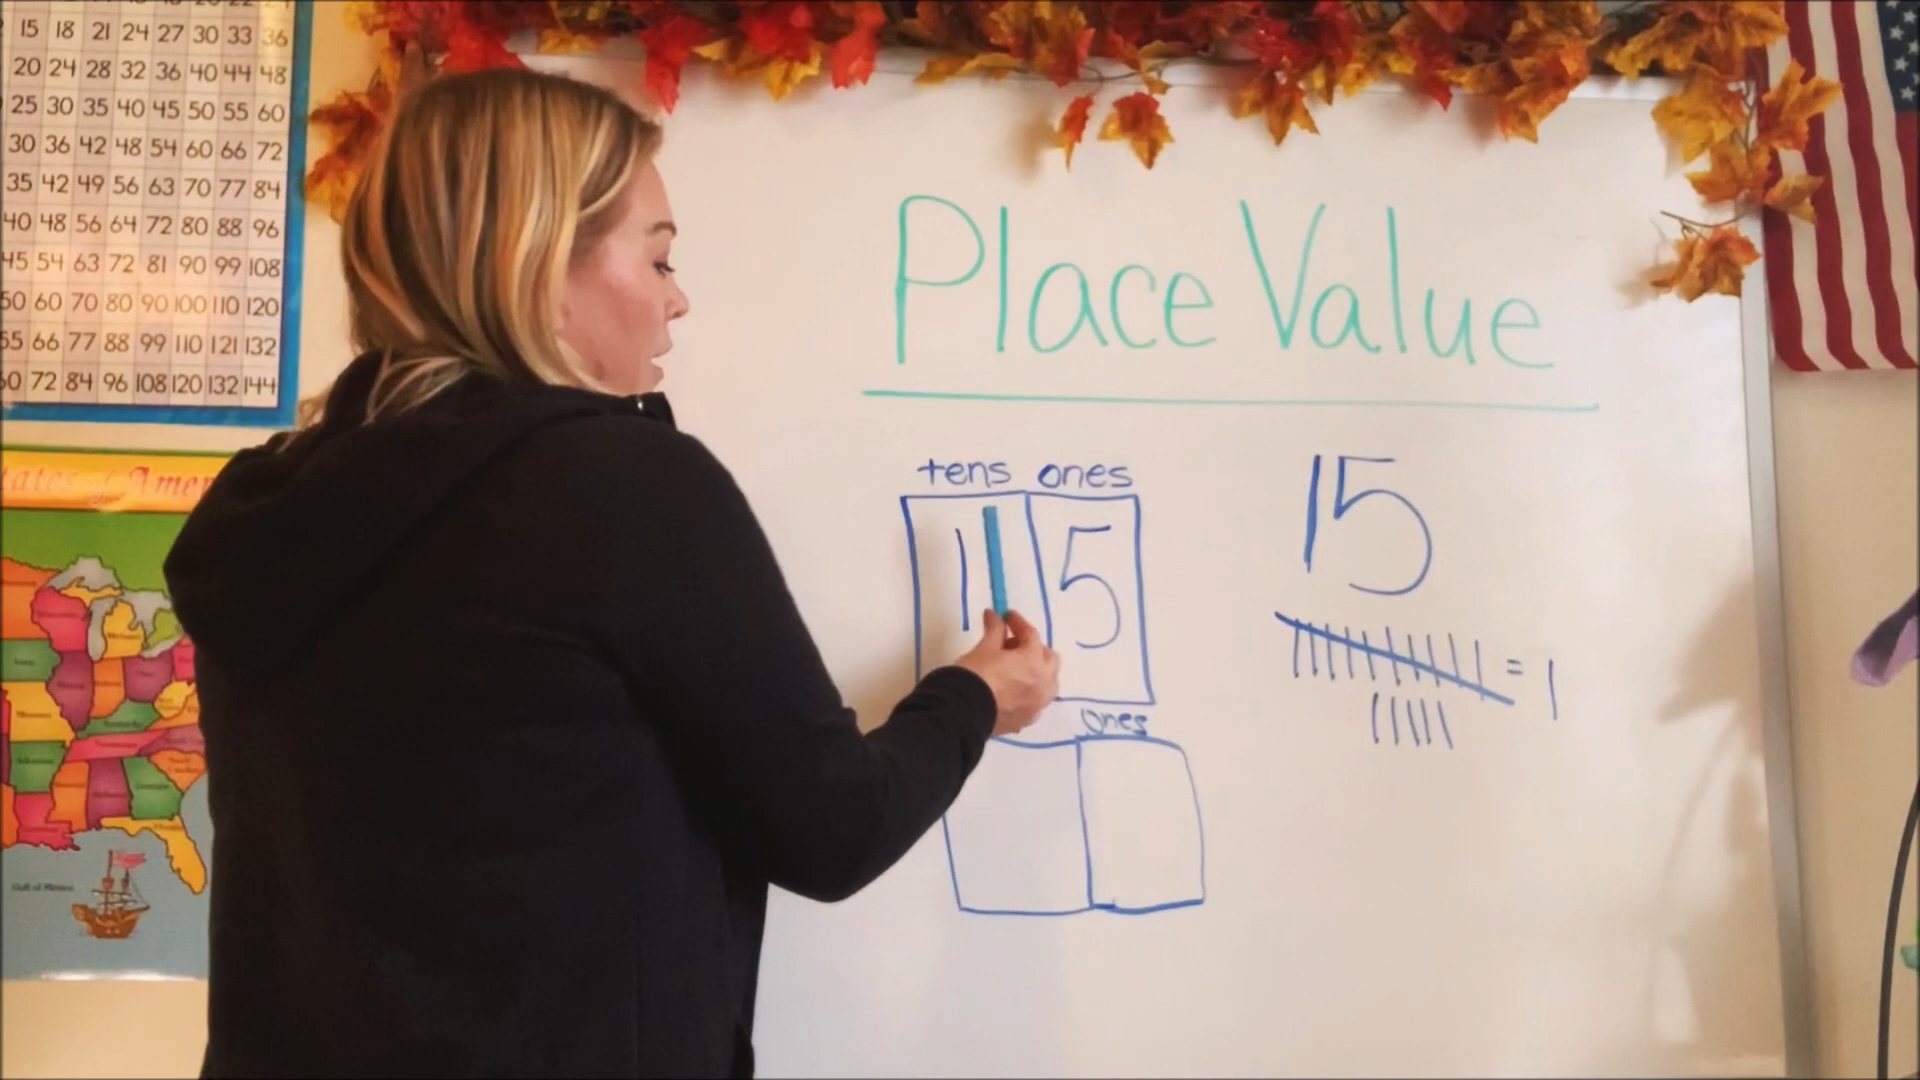 15 18 21 24 27 30 33 36
20 24 28 32 36 40 44 48
25 30 35 40 45 50 55 60
30 36 42 48 54 60 66 72
35 42 49 56 63 70 77 84
40 48 56 64 72 80 88 96
45 54 63 72 81 90 99 108
50 60 70 80 90 100 110 120
55 66 77 88 99 110 121 132
60 72 84 96 108 120 132 144
Place Value
tens ones
1 5
15
= 1
ones
Gulf of Mexico